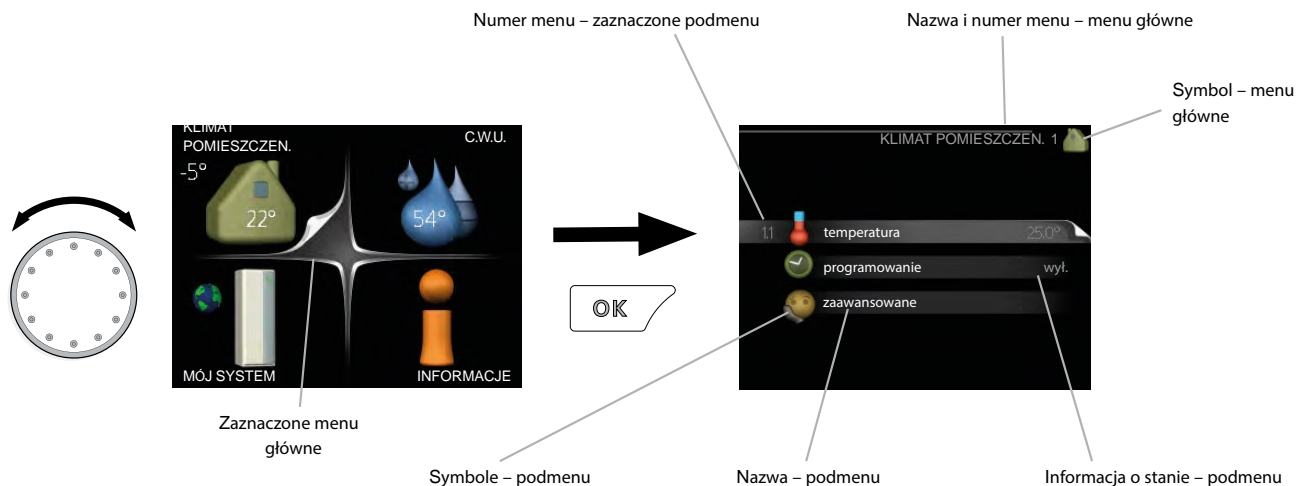 Numer menu – zaznaczone podmenu
Nazwa i numer menu – menu główne
Symbol – menu
główne
KLIMAT
POMIESZCZEN.
C.W.U.
-5°
22°
54°
MÓJ SYSTEM
INFORMACJE
OK
KLIMAT POMIESZCZEN. 1
1.1 temperatura 25.0°
programowanie wył.
zaawansowane
Zaznaczone menu
główne
Symbole – podmenu
Nazwa – podmenu
Informacja o stanie – podmenu